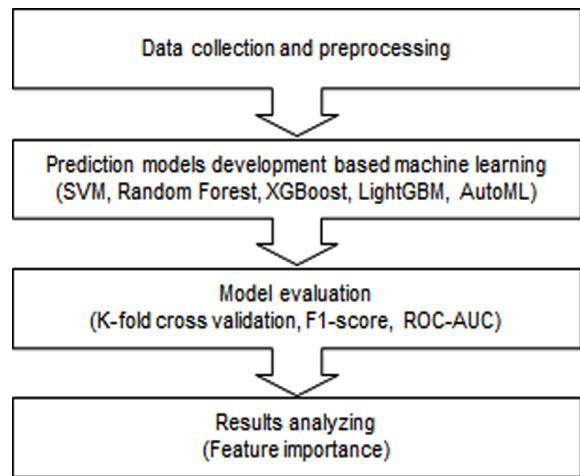 Data collection and preprocessing
Prediction models development based machine learning
(SVM, Random Forest, XGBoost, LightGBM, AutoML)
Model evaluation
(K-fold cross validation, F1-score, ROC-AUC)
Results analyzing
(Feature importance)